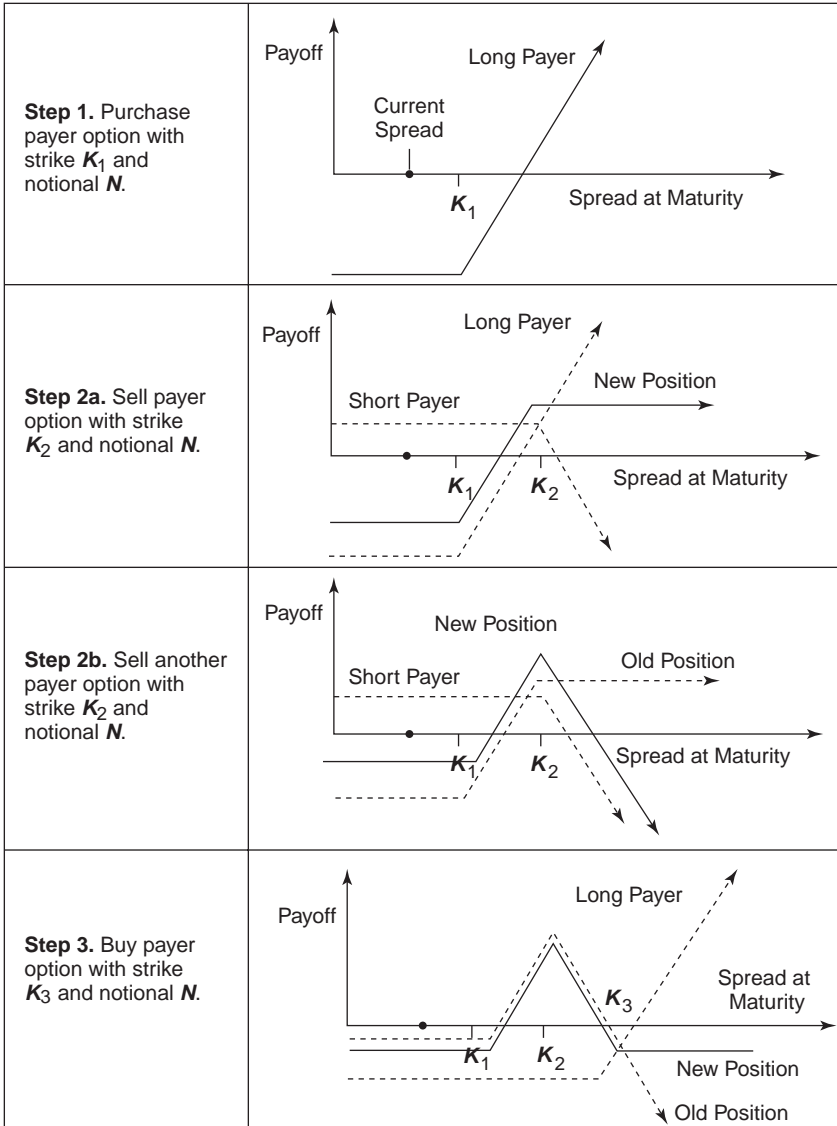 Step 1. Purchase
payer option with
strike K1 and
notional N.
Payoff
Long Payer
Current
Spread
K1
Spread at Maturity
Step 2a. Sell payer
option with strike
K2 and notional N.
Payoff
Long Payer
New Position
Short Payer
K1
K2
Spread at Maturity
Step 2b. Sell another
payer option with
strike K2 and
notional N.
Payoff
New Position
Old Position
Short Payer
K1
K2
Spread at Maturity
Step 3. Buy payer
option with strike
K3 and notional N.
Payoff
Long Payer
K3
Spread at
Maturity
K1
K2
New Position
Old Position